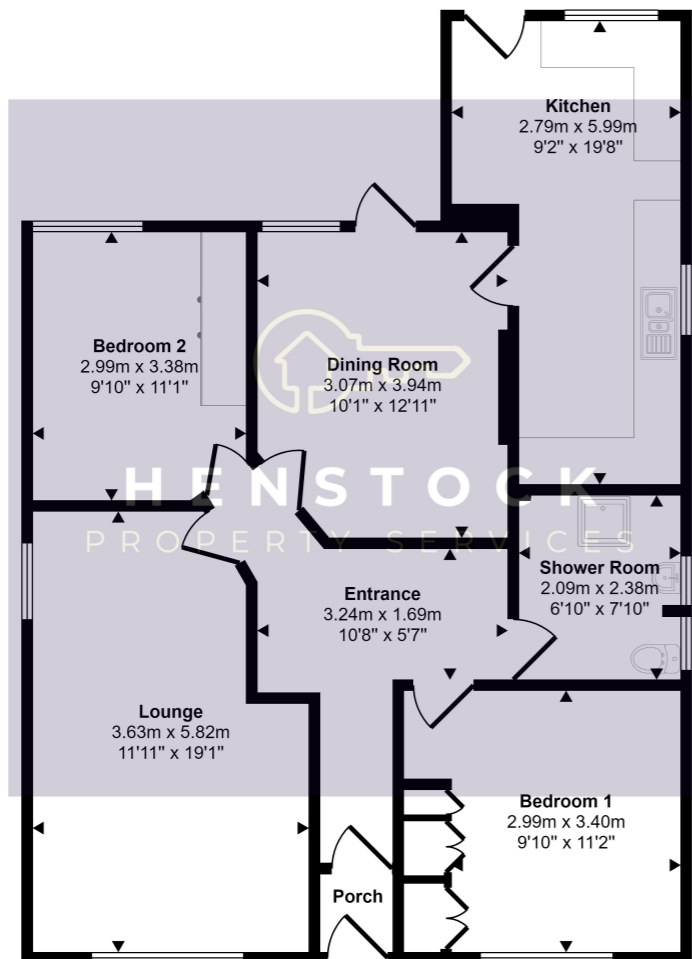 Kitchen
2.79m x 5.99m
9'2" x 19'8"
Bedroom 2
2.99m x 3.38m
9'10" x 11'1"
Dining Room
3.07m x 3.94m
10'1" x 12'11"
HENSTOCK
PROPERTY SERVICES
Shower Room
2.09m x 2.38m
6'10" x 7'10"
Entrance
3.24m x 1.69m
10'8" x 5'7"
Lounge
3.63m x 5.82m
11'11" x 19'1"
Bedroom 1
2.99m x 3.40m
9'10" x 11'2"
Porch